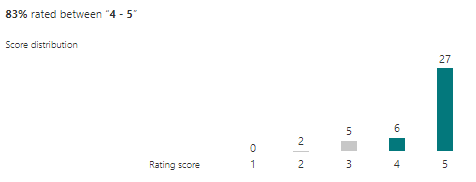 83% rated between "4 - 5"
Score distribution
27
6
5
2
0
Rating score 1 2 3 4 5